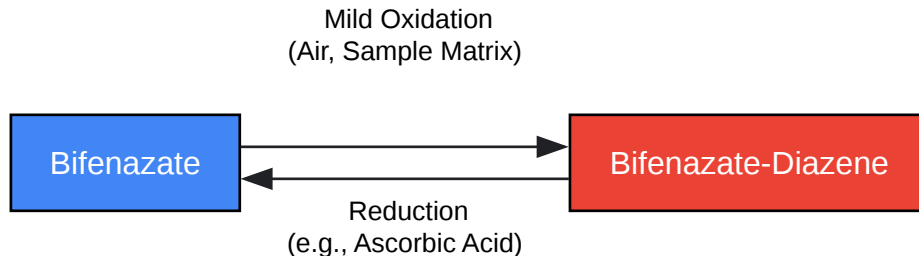 Mild Oxidation
(Air, Sample Matrix)
Bifenazate
Bifenazate-Diazene
Reduction
(e.g., Ascorbic Acid)